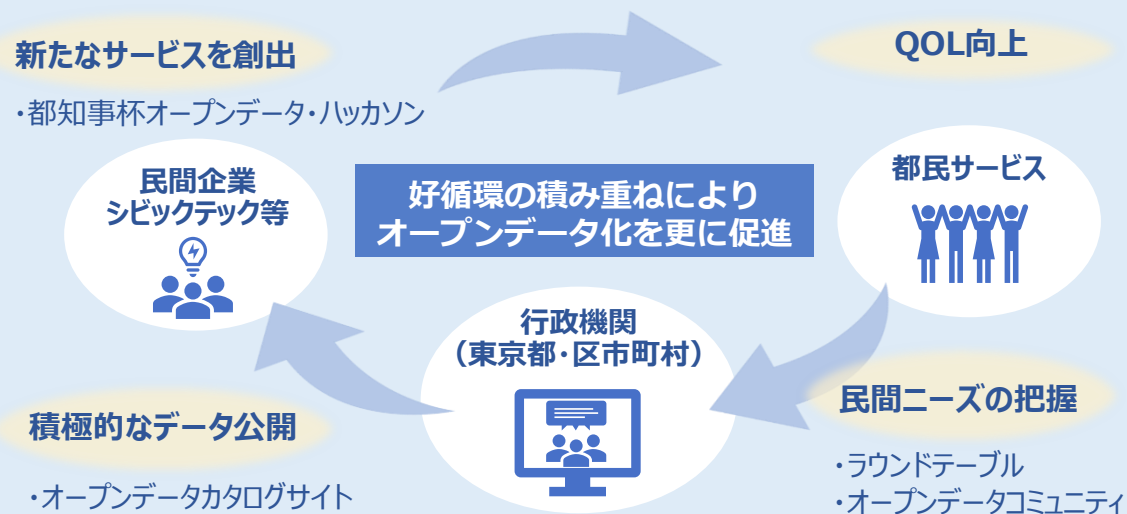 新たなサービスを創出
・都知事杯オープンデータ・ハッカソン
QOL向上
民間企業
シビックテック等
好循環の積み重ねにより
オープンデータ化を更に促進
都民サービス
行政機関
（東京都・区市町村）
積極的なデータ公開
・オープンデータカタログサイト
民間ニーズの把握
・ラウンドテーブル
・オープンデータコミュニティ